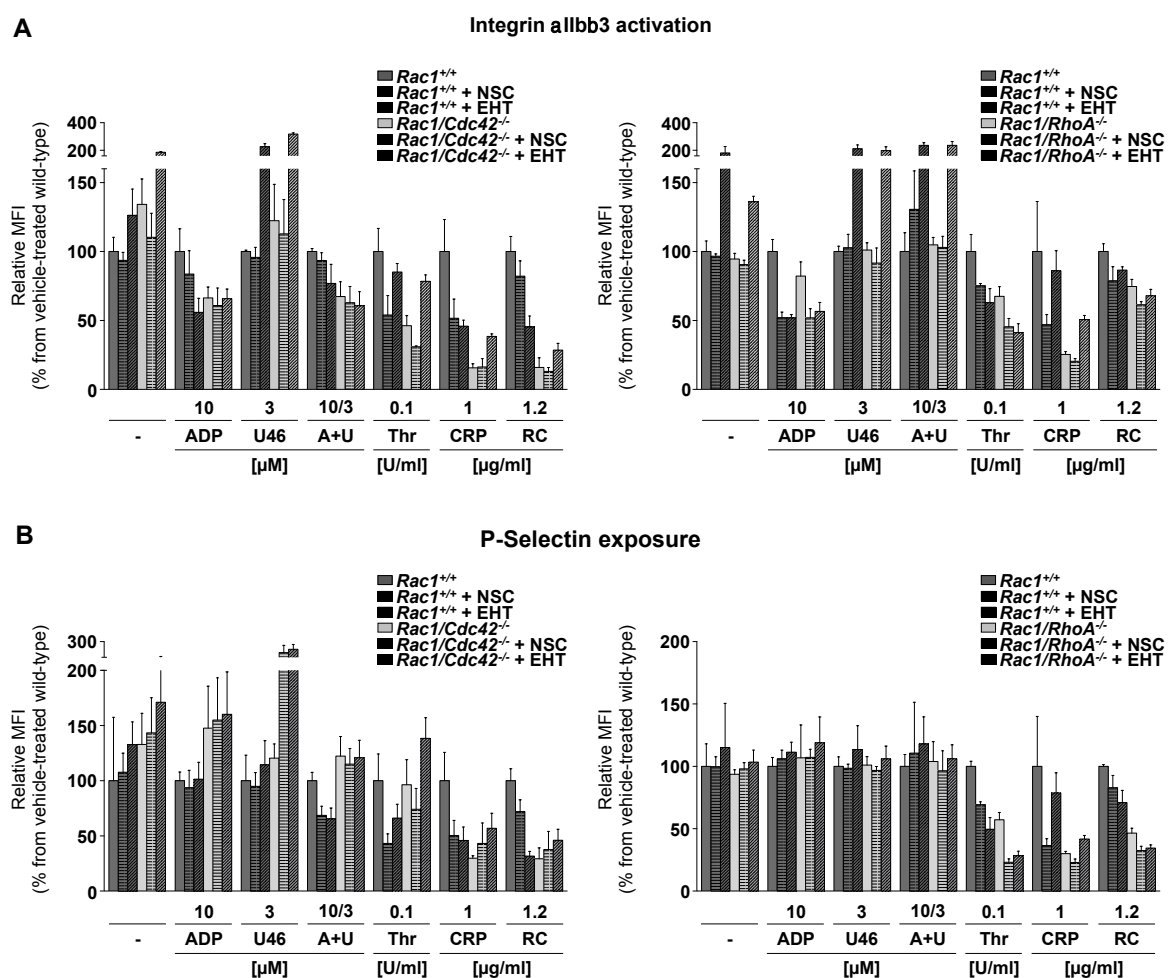 A
Integrin aIIbb3 activation
Rac1+/+
Rac1+/+ + NSC
Rac1+/+ + EHT
Rac1/Cdc42-/-
Rac1/Cdc42-/- + NSC
Rac1/Cdc42-/- + EHT
Relative MFI
(% from vehicle-treated wild-type)
400
200
150
100
50
0
10 3 10/3 0.1 1 1.2
- ADP U46 A+U Thr CRP RC
[µM] [U/ml] [µg/ml]
Rac1+/+
Rac1+/+ + NSC
Rac1+/+ + EHT
Rac1/RhoA-/-
Rac1/RhoA-/- + NSC
Rac1/RhoA-/- + EHT
Relative MFI
(% from vehicle-treated wild-type)
400
200
150
100
50
0
10 3 10/3 0.1 1 1.2
- ADP U46 A+U Thr CRP RC
[µM] [U/ml] [µg/ml]
B
P-Selectin exposure
Rac1+/+
Rac1+/+ + NSC
Rac1+/+ + EHT
Rac1/Cdc42-/-
Rac1/Cdc42-/- + NSC
Rac1/Cdc42-/- + EHT
Relative MFI
(% from vehicle-treated wild-type)
300
200
150
100
50
0
10 3 10/3 0.1 1 1.2
- ADP U46 A+U Thr CRP RC
[µM] [U/ml] [µg/ml]
Rac1+/+
Rac1+/+ + NSC
Rac1+/+ + EHT
Rac1/RhoA-/-
Rac1/RhoA-/- + NSC
Rac1/RhoA-/- + EHT
Relative MFI
(% from vehicle-treated wild-type)
200
150
100
50
0
10 3 10/3 0.1 1 1.2
- ADP U46 A+U Thr CRP RC
[µM] [U/ml] [µg/ml]